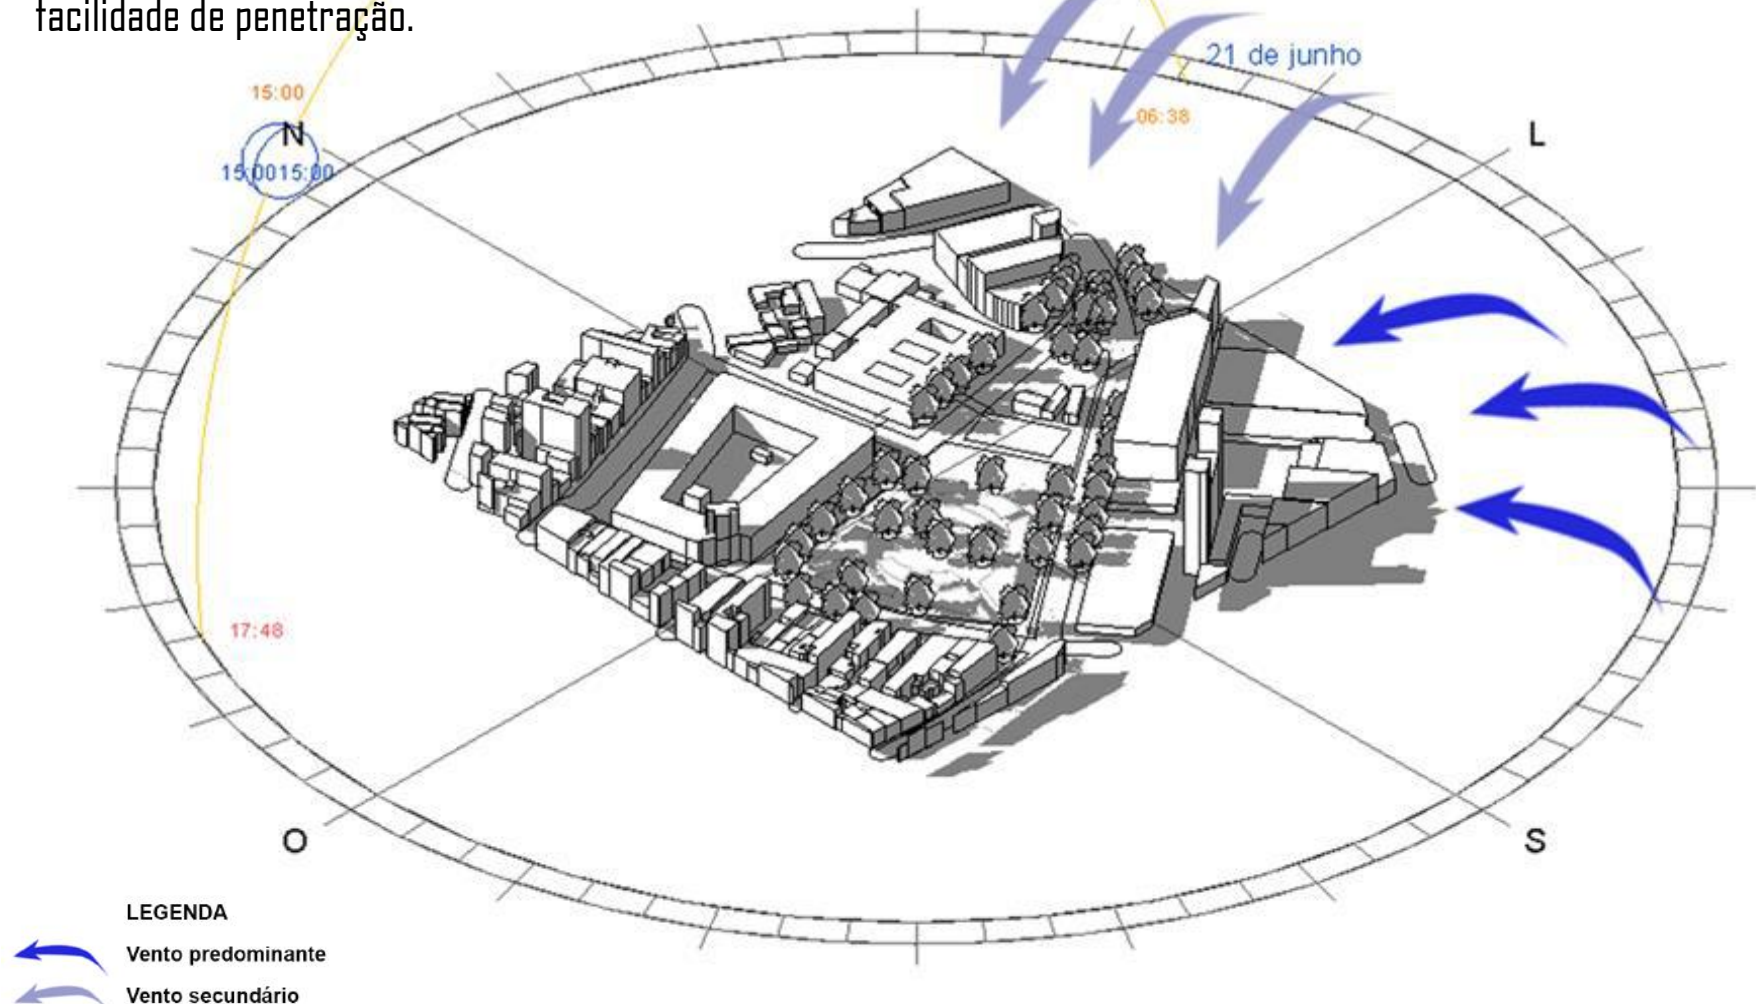 facilidade de penetração.
21 de junho
15:00
06:38
N
L
15:0015:00
17:48
O
S
LEGENDA
Vento predominante
Vento secundário